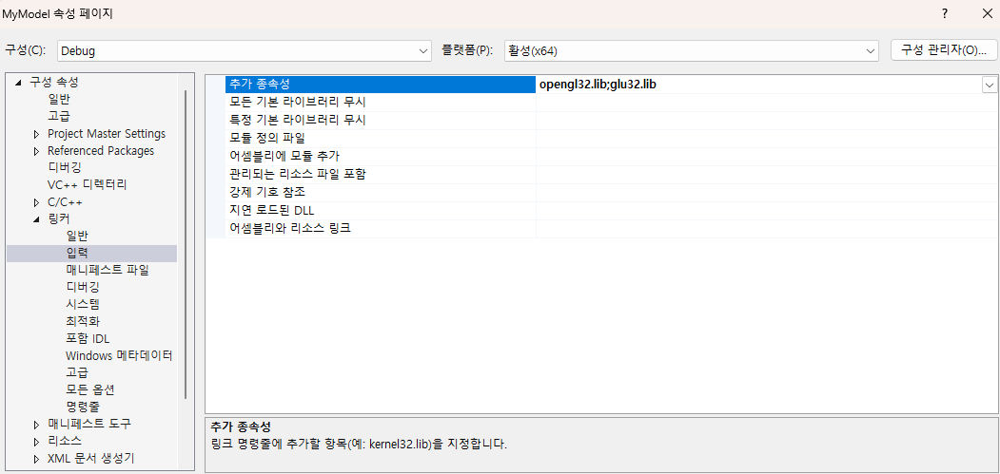 MyModel 속성 페이지
?
구성(C):
Debug
플랫폼(P):
활성(x64)
구성 관리자(O)...
구성 속성
일반
고급
Project Master Settings
Referenced Packages
디버깅
VC++ 디렉터리
C/C++
링커
일반
입력
매니페스트 파일
디버깅
시스템
최적화
포함 IDL
Windows 메타데이터
고급
모든 옵션
명령줄
매니페스트 도구
리소스
XML 문서 생성기
추가 종속성
opengl32.lib;glu32.lib
모든 기본 라이브러리 무시
특정 기본 라이브러리 무시
모듈 정의 파일
어셈블리에 모듈 추가
관리되는 리소스 파일 포함
강제 기호 참조
지연 로드된 DLL
어셈블리와 리소스 링크
추가 종속성
링크 명령줄에 추가할 항목(예: kernel32.lib)을 지정합니다.